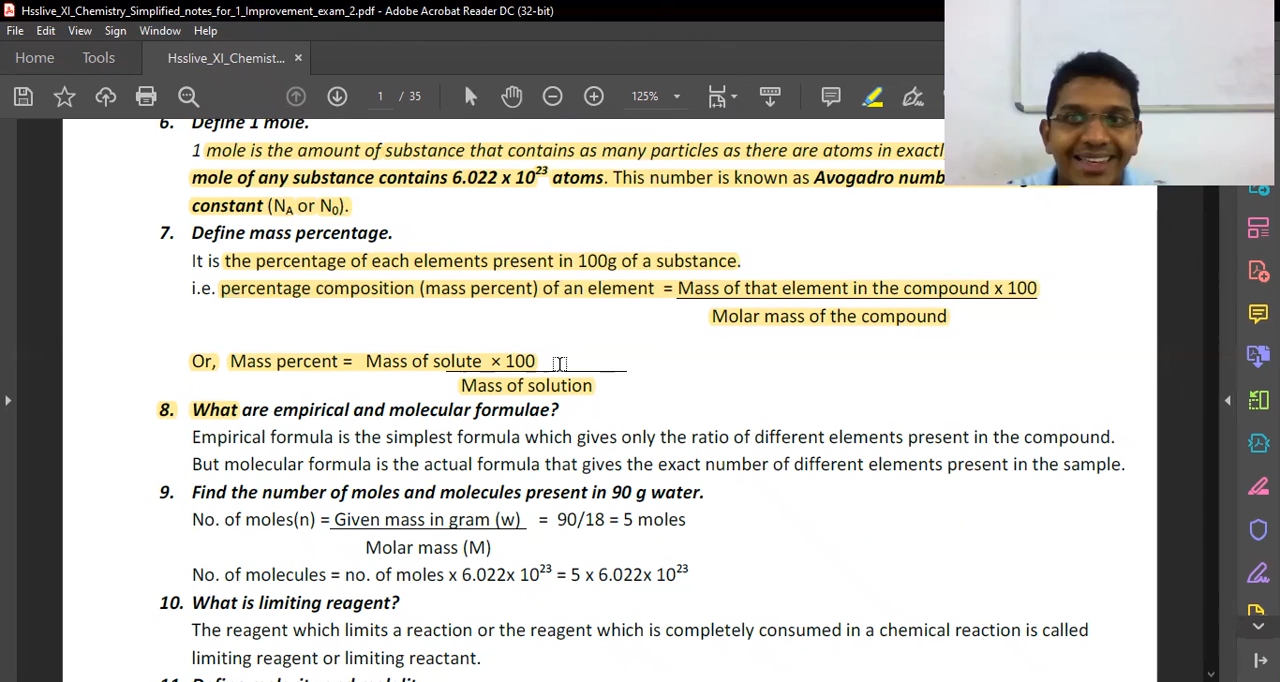 Hsslive_XI_Chemistry_Simplified_notes_for_1_Improvement_exam_2.pdf - Adobe Acrobat Reader DC (32-bit)
File Edit View Sign Window Help
Home Tools Hsslive_XI_Chemist... ×
1 / 35 125%
6. Define 1 mole.
1 mole is the amount of substance that contains as many particles as there are atoms in exactl
mole of any substance contains 6.022 x 10²³ atoms. This number is known as Avogadro numb
constant (N_A or N₀).
7. Define mass percentage.
It is the percentage of each elements present in 100g of a substance.
i.e. percentage composition (mass percent) of an element = Mass of that element in the compound x 100
Molar mass of the compound
Or, Mass percent = Mass of solute × 100
Mass of solution
8. What are empirical and molecular formulae?
Empirical formula is the simplest formula which gives only the ratio of different elements present in the compound.
But molecular formula is the actual formula that gives the exact number of different elements present in the sample.
9. Find the number of moles and molecules present in 90 g water.
No. of moles(n) = Given mass in gram (w) = 90/18 = 5 moles
Molar mass (M)
No. of molecules = no. of moles x 6.022x 10²³ = 5 x 6.022x 10²³
10. What is limiting reagent?
The reagent which limits a reaction or the reagent which is completely consumed in a chemical reaction is called
limiting reagent or limiting reactant.